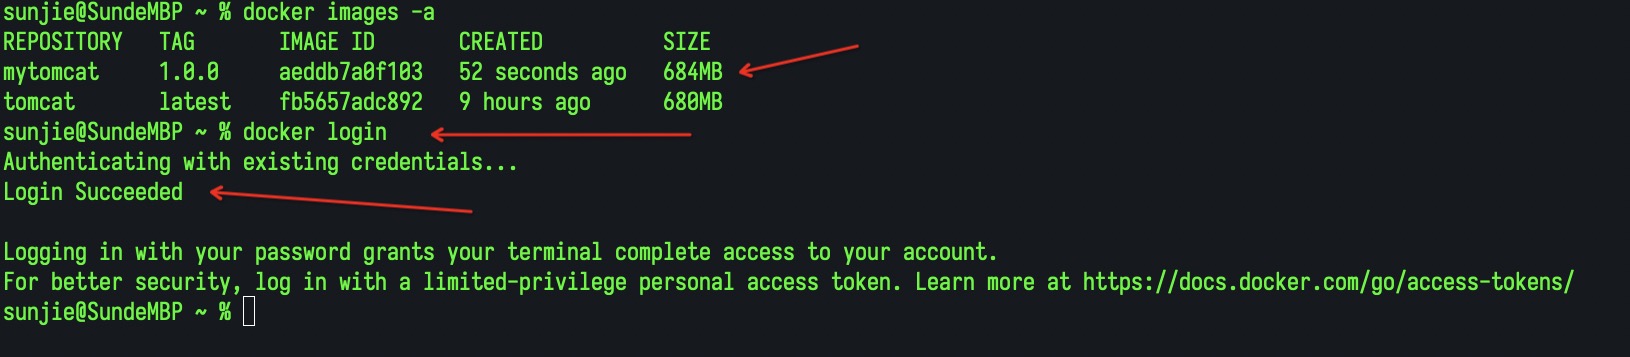 sunjie@SundeMBP ~ % docker images -a
REPOSITORY   TAG       IMAGE ID       CREATED          SIZE
mytomcat     1.0.0     aeddb7a0f103   52 seconds ago   684MB
tomcat       latest    fb5657adc892   9 hours ago      680MB
sunjie@SundeMBP ~ % docker login
Authenticating with existing credentials...
Login Succeeded
Logging in with your password grants your terminal complete access to your account.
For better security, log in with a limited-privilege personal access token. Learn more at https://docs.docker.com/go/access-tokens/
sunjie@SundeMBP ~ %